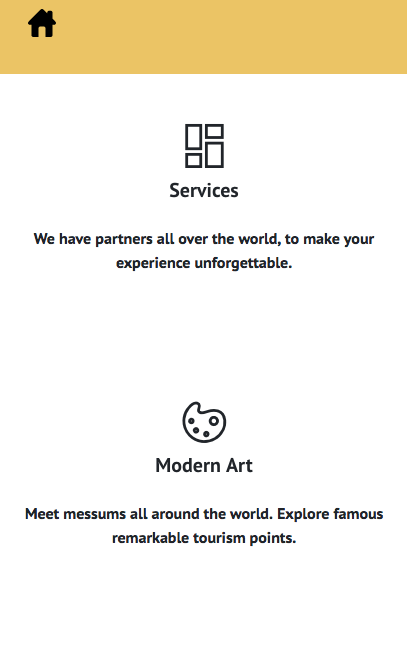 Services
We have partners all over the world, to make your
experience unforgettable.
Modern Art
Meet messums all around the world. Explore famous
remarkable tourism points.